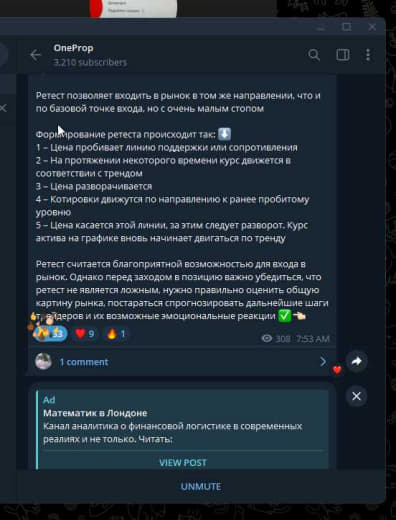 OneProp
3,210 subscribers
Ретест позволяет входить в рынок в том же направлении, что и
по базовой точке входа, но с очень малым стопом
Формирование ретеста происходит так:
1 – Цена пробивает линию поддержки или сопротивления
2 – На протяжении некоторого времени курс движется в
соответствии с трендом
3 – Цена разворачивается
4 – Котировки движутся по направлению к ранее пробитому
уровню
5 – Цена касается этой линии, за этим следует разворот. Курс
актива на графике вновь начинает двигаться по тренду
Ретест считается благоприятной возможностью для входа в
рынок. Однако перед заходом в позицию важно убедиться, что
ретест не является ложным, нужно правильно оценить общую
картину рынка, постараться спрогнозировать дальнейшие шаги
трейдеров и их возможные эмоциональные реакции
33 9 1
308 7:53 AM
1 comment
Ad
Математик в Лондоне
Канал аналитика о финансовой логистике в современных
реалиях и не только. Читать:
VIEW POST
UNMUTE